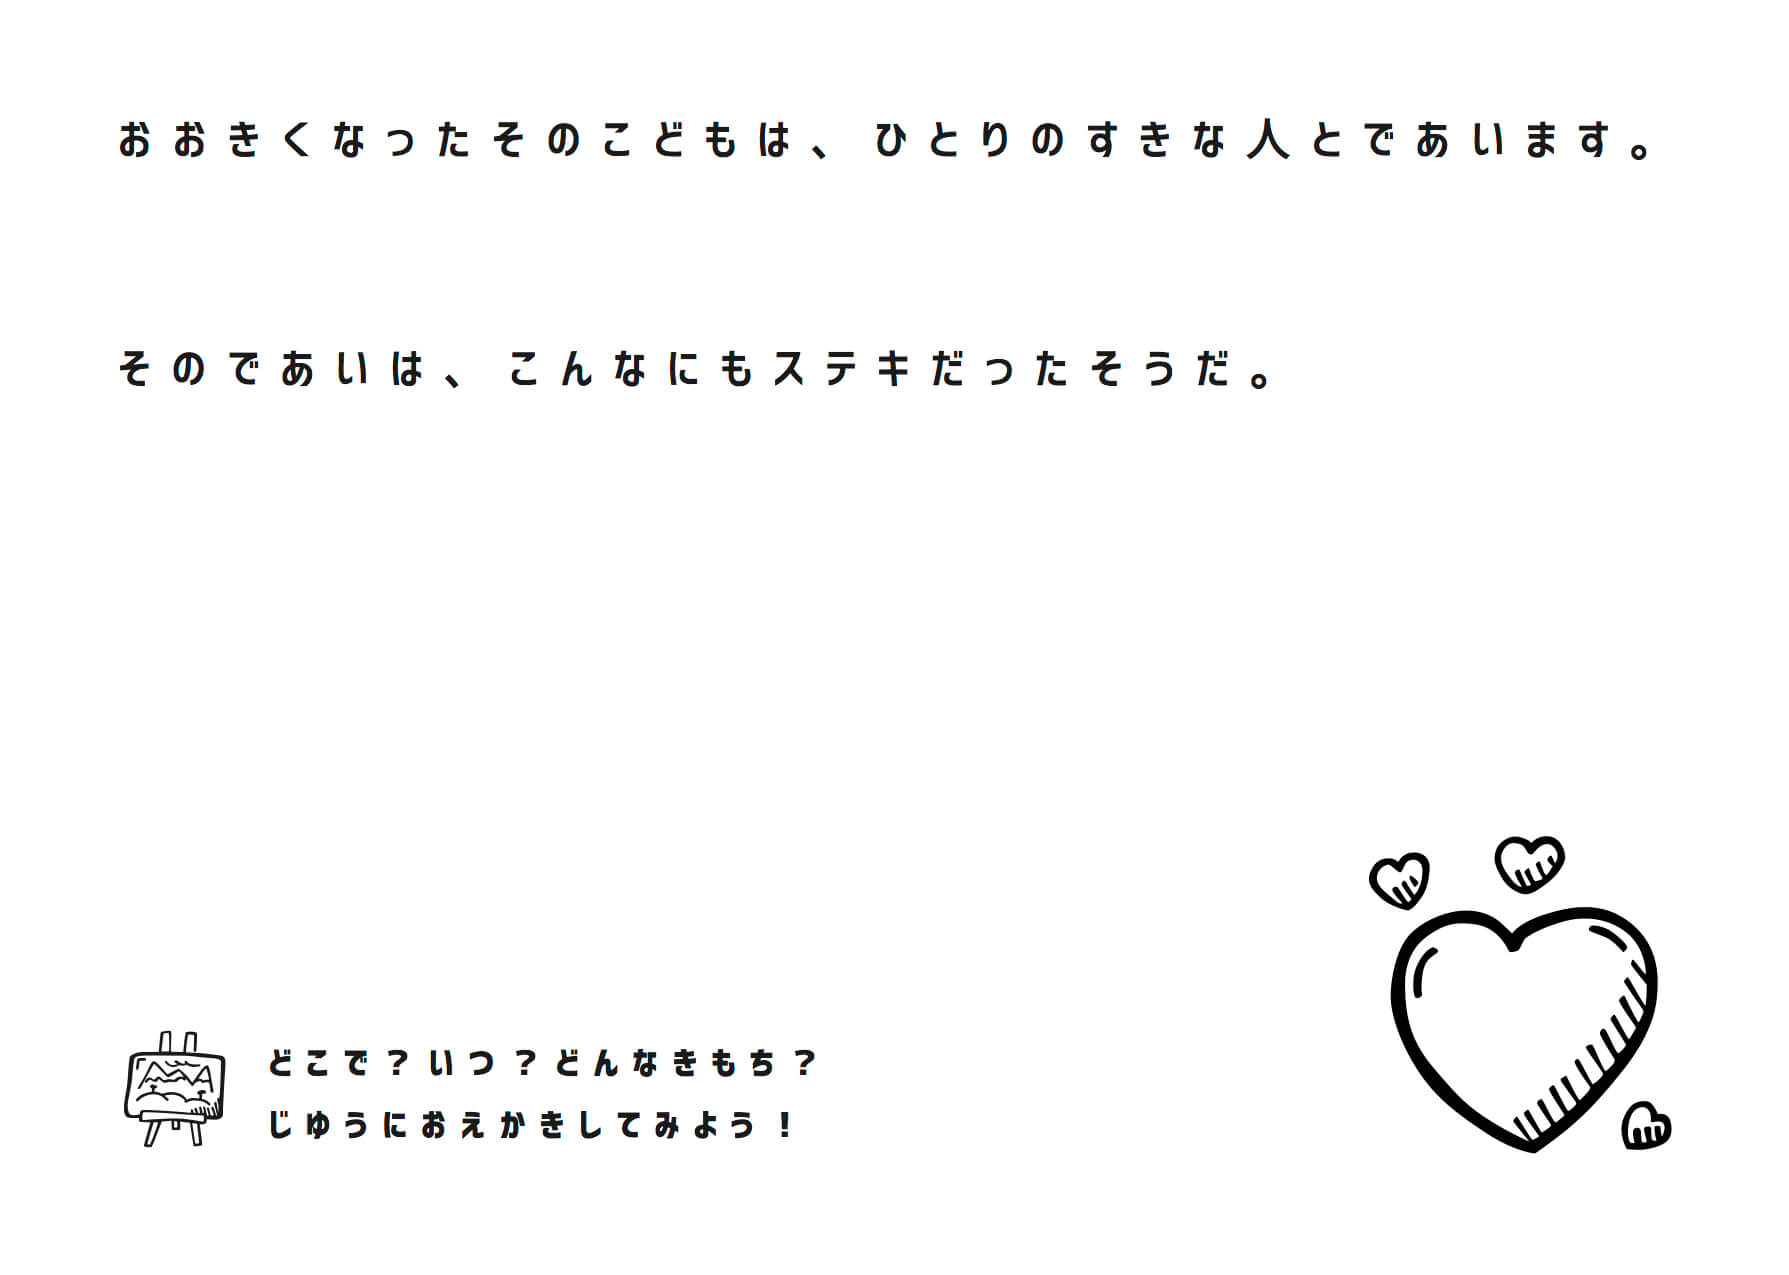 おおきくなったそのこどもは、ひとりのすきな人とであいます。
そのであいは、こんなにもステキだったそうだ。
どこで？いつ？どんなきもち？
じゆうにおえかきしてみよう！